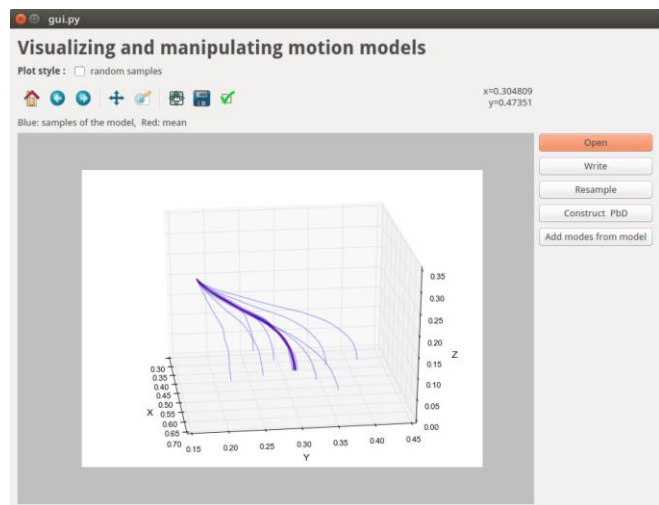 gui.py
Visualizing and manipulating motion models
Plot style : random samples
x=0.304809
y=0.47351
Blue: samples of the model, Red: mean
Open
Write
Resample
Construct PbD
Add modes from model
0.35
0.30
0.25
0.20
0.15
0.10
0.05
0.00
Z
0.30
0.35
0.40
0.45
0.50
0.55
0.60
0.65
0.70
X
0.15
0.20
0.25
0.30
0.35
0.40
0.45
Y